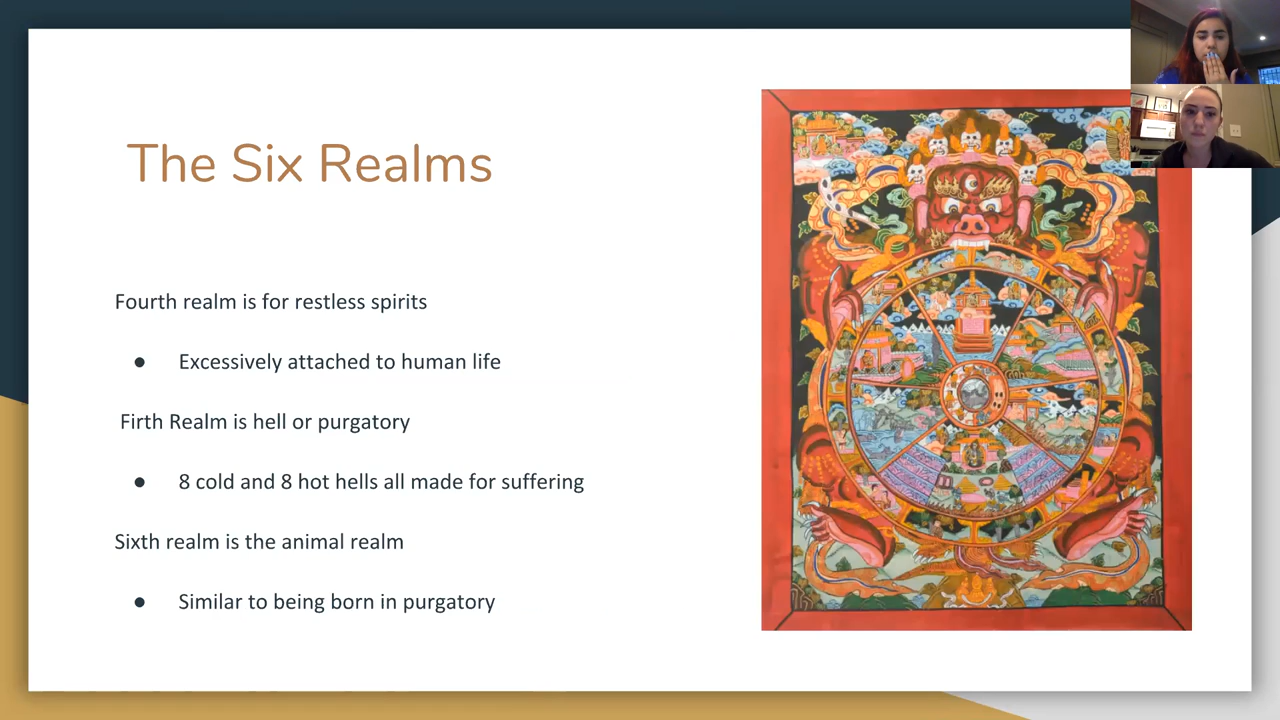 The Six Realms
Fourth realm is for restless spirits
● Excessively attached to human life
Firth Realm is hell or purgatory
● 8 cold and 8 hot hells all made for suffering
Sixth realm is the animal realm
● Similar to being born in purgatory